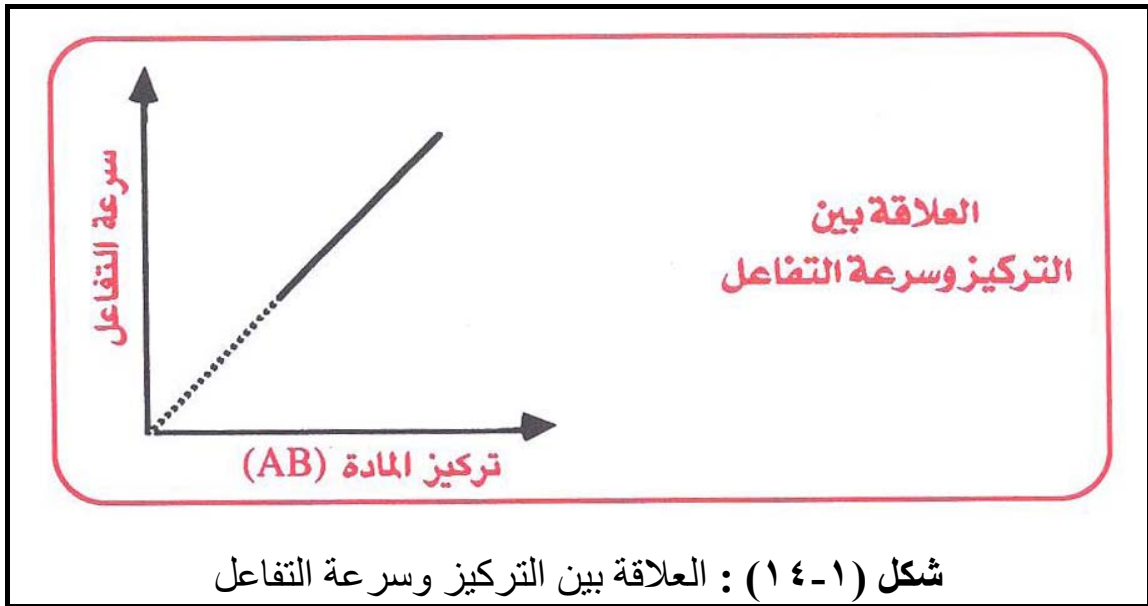 سرعة التفاعل
العلاقة بين
التركيز وسرعة التفاعل
تركيز المادة (AB)
شكل (١-١٤) : العلاقة بين التركيز وسرعة التفاعل